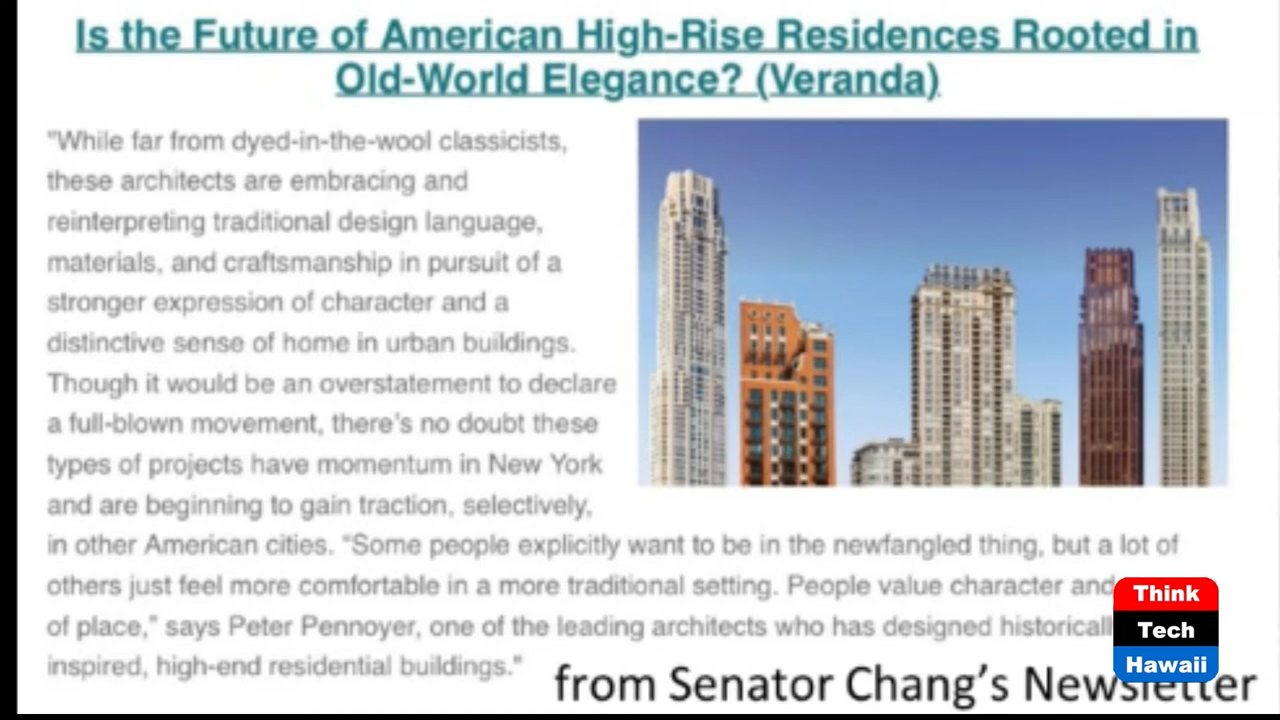 Is the Future of American High-Rise Residences Rooted in
Old-World Elegance? (Veranda)
"While far from dyed-in-the-wool classicists,
these architects are embracing and
reinterpreting traditional design language,
materials, and craftsmanship in pursuit of a
stronger expression of character and a
distinctive sense of home in urban buildings.
Though it would be an overstatement to declare
a full-blown movement, there's no doubt these
types of projects have momentum in New York
and are beginning to gain traction, selectively,
in other American cities. "Some people explicitly want to be in the newfangled thing, but a lot of
others just feel more comfortable in a more traditional setting. People value character and
of place," says Peter Pennoyer, one of the leading architects who has designed historicall
inspired, high-end residential buildings."
from Senator Chang's Newsletter
Think
Tech
Hawaii